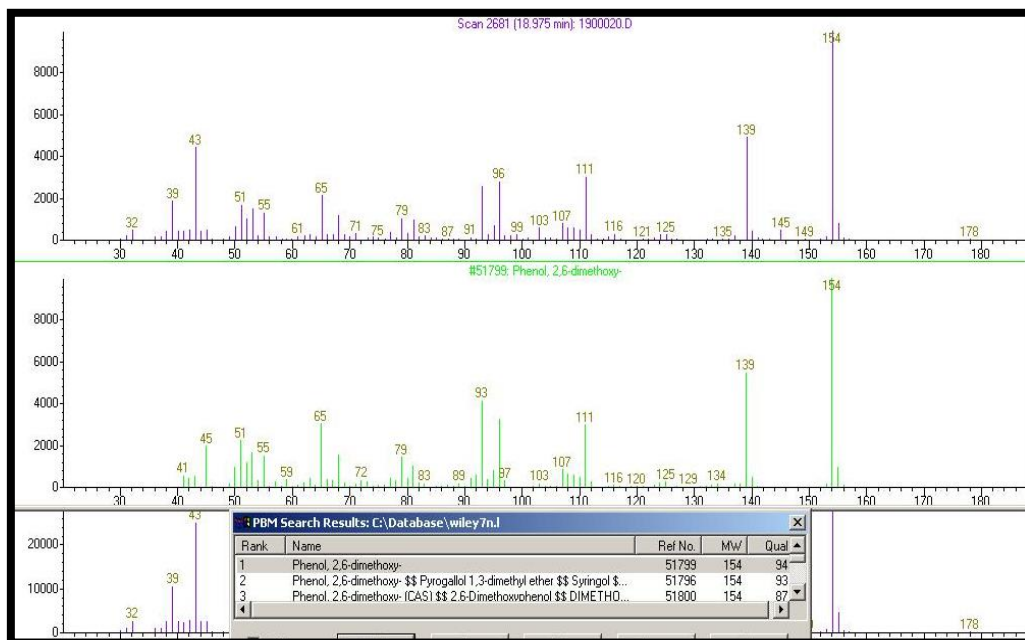 Scan 2681 (18.975 min): 1900020.D
8000
6000
4000
2000
0
32 39 43 51 55 61 65 71 75 79 83 87 91 96 99 103 107 111 116 121 125 135 139 145 149 154 178
30 40 50 60 70 80 90 100 110 120 130 140 150 160 170 180
#51799: Phenol, 2,6-dimethoxy-
8000
6000
4000
2000
0
41 45 51 55 59 65 72 79 83 89 93 97 103 107 111 116 120 125 129 134 139 154
30 40 50 60 70 80 90 100 110 120 130 140 150 160 170 180
20000
10000
0
32 39 43 178
PBM Search Results: C:\Database\wiley7n.l
Rank Name Ref No. MW Qual
1 Phenol, 2,6-dimethoxy- 51799 154 94
2 Phenol, 2,6-dimethoxy- $$ Pyrogallol 1,3-dimethyl ether $$ Syringol $... 51796 154 93
3 Phenol, 2,6-dimethoxy- (CAS) $$ 2,6-Dimethoxyphenol $$ DIMETHO... 51800 154 87